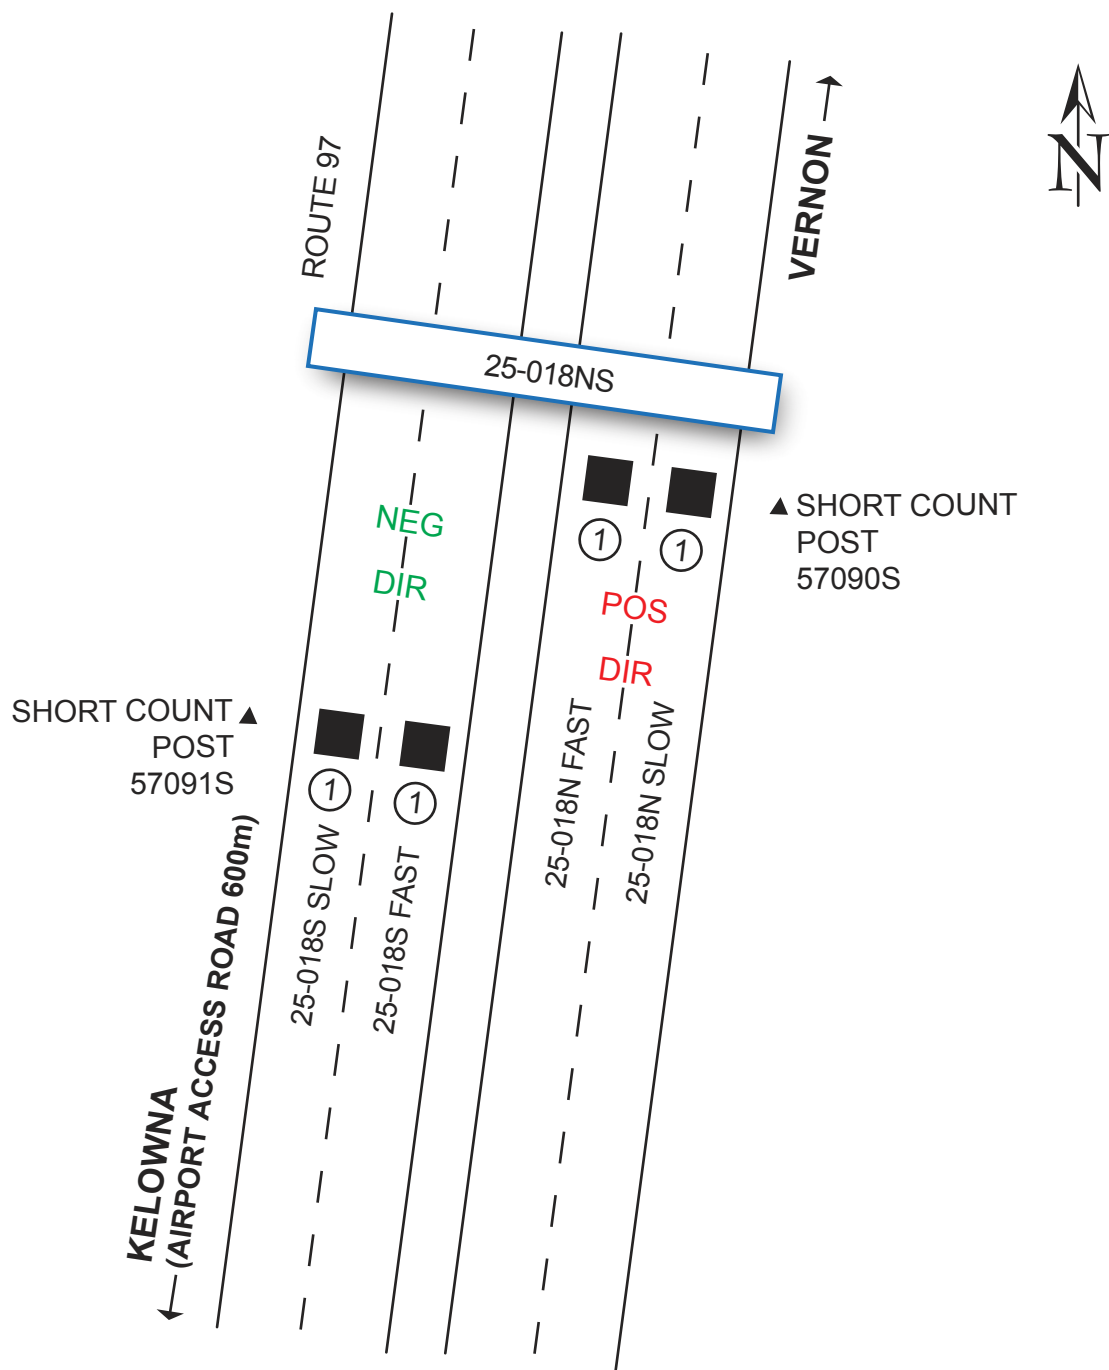 ROUTE 97
VERNON
N
25-018NS
NEG
DIR
1
1
SHORT COUNT
POST
57090S
POS
DIR
25-018N FAST
25-018N SLOW
SHORT COUNT
POST
57091S
1
1
25-018S SLOW
25-018S FAST
KELOWNA
(AIRPORT ACCESS ROAD 600m)